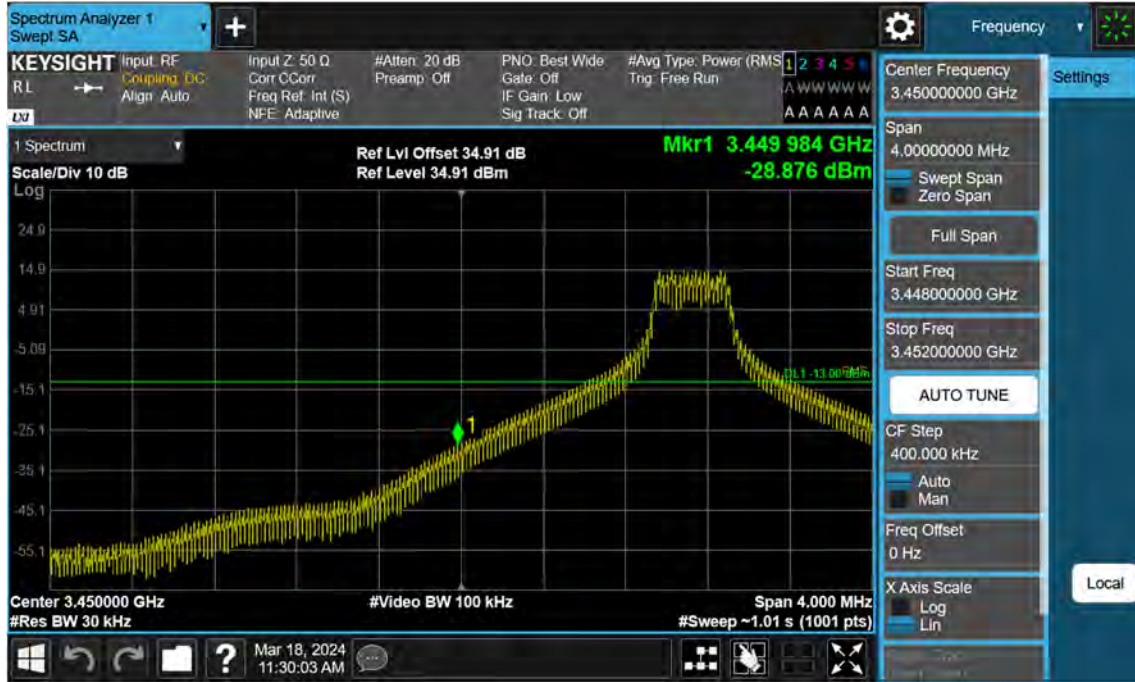 Spectrum Analyzer 1
Swept SA
+
Frequency
KEYSIGHT
RL
LXI
Input: RF
Coupling: DC
Align: Auto
Input Z: 50 Ω
Corr CCorr
Freq Ref: Int (S)
NFE: Adaptive
#Atten: 20 dB
Preamp: Off
PNO: Best Wide
Gate: Off
IF Gain: Low
Sig Track: Off
#Avg Type: Power (RMS
Trig: Free Run
1 2 3 4 5 6
A W W W W W
A A A A A A
Center Frequency
3.450000000 GHz
Settings
Span
4.00000000 MHz
Swept Span
Zero Span
Full Span
Start Freq
3.448000000 GHz
Stop Freq
3.452000000 GHz
AUTO TUNE
CF Step
400.000 kHz
Auto
Man
Freq Offset
0 Hz
X Axis Scale
Log
Lin
Local
1 Spectrum
Scale/Div 10 dB
Log
Ref Lvl Offset 34.91 dB
Ref Level 34.91 dBm
Mkr1 3.449 984 GHz
-28.876 dBm
24.9
14.9
4.91
-5.09
-15.1
-25.1
-35.1
-45.1
-55.1
DL1 -13.00 dBm
1
Center 3.450000 GHz
#Res BW 30 kHz
#Video BW 100 kHz
Span 4.000 MHz
#Sweep ~1.01 s (1001 pts)
?
Mar 18, 2024
11:30:03 AM